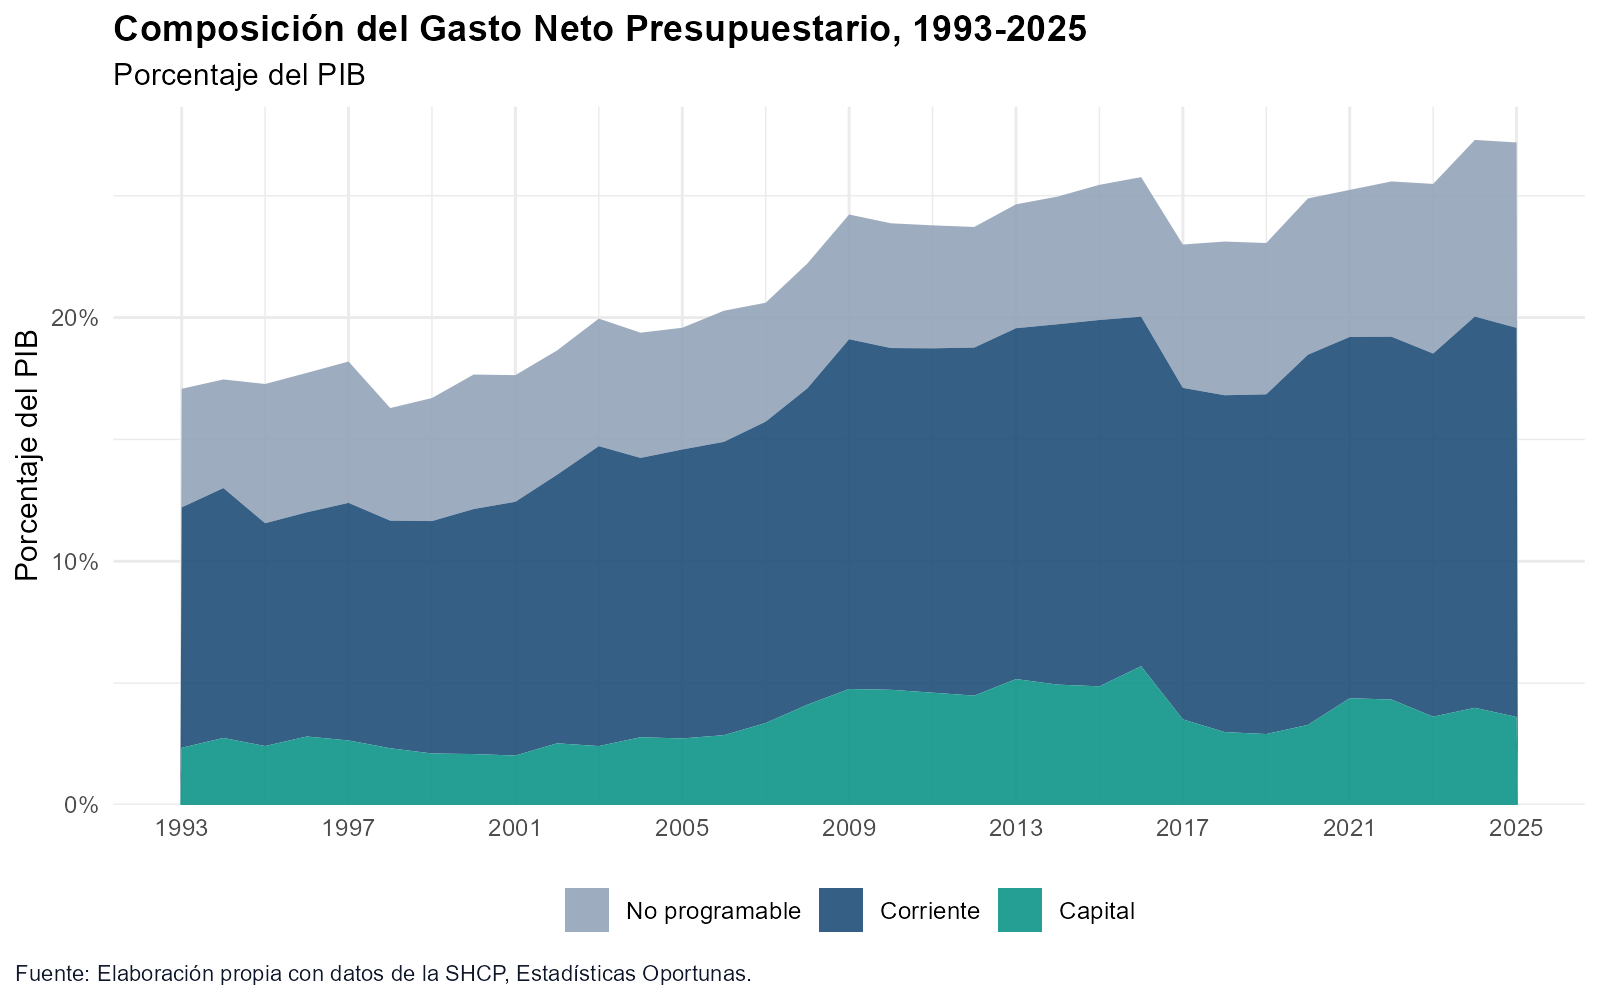 Composición del Gasto Neto Presupuestario, 1993-2025
Porcentaje del PIB
Porcentaje del PIB
20%
10%
0%
1993 1997 2001 2005 2009 2013 2017 2021 2025
No programable Corriente Capital
Fuente: Elaboración propia con datos de la SHCP, Estadísticas Oportunas.